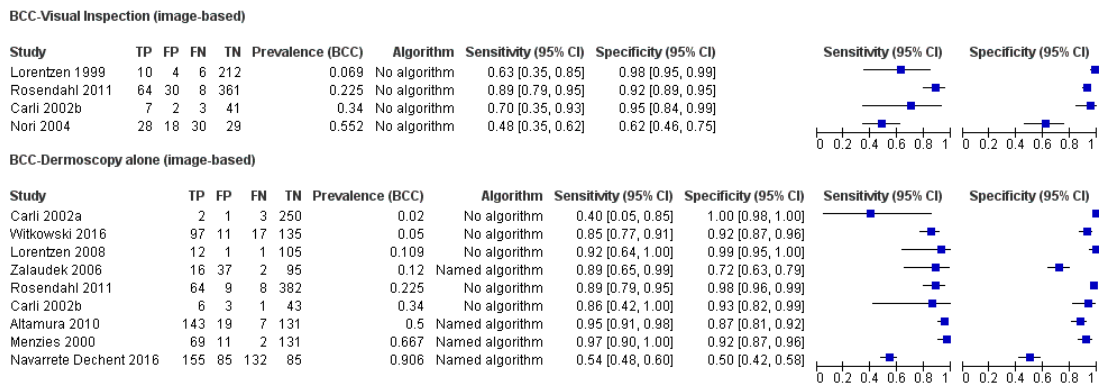 BCC-Visual Inspection (image-based)
Study TP FP FN TN Prevalence (BCC) Algorithm Sensitivity (95% CI) Specificity (95% CI) Sensitivity (95% CI) Specificity (95% CI)
Lorentzen 1999 10 4 6 212 0.069 No algorithm 0.63 [0.35, 0.85] 0.98 [0.95, 0.99]
Rosendahl 2011 64 30 8 361 0.225 No algorithm 0.89 [0.79, 0.95] 0.92 [0.89, 0.95]
Carli 2002b 7 2 3 41 0.34 No algorithm 0.70 [0.35, 0.93] 0.95 [0.84, 0.99]
Nori 2004 28 18 30 29 0.552 No algorithm 0.48 [0.35, 0.62] 0.62 [0.46, 0.75]
0 0.2 0.4 0.6 0.8 1 0 0.2 0.4 0.6 0.8 1
BCC-Dermoscopy alone (image-based)
Study TP FP FN TN Prevalence (BCC) Algorithm Sensitivity (95% CI) Specificity (95% CI) Sensitivity (95% CI) Specificity (95% CI)
Carli 2002a 2 1 3 250 0.02 No algorithm 0.40 [0.05, 0.85] 1.00 [0.98, 1.00]
Witkowski 2016 97 11 17 135 0.05 No algorithm 0.85 [0.77, 0.91] 0.92 [0.87, 0.96]
Lorentzen 2008 12 1 1 105 0.109 No algorithm 0.92 [0.64, 1.00] 0.99 [0.95, 1.00]
Zalaudek 2006 16 37 2 95 0.12 Named algorithm 0.89 [0.65, 0.99] 0.72 [0.63, 0.79]
Rosendahl 2011 64 9 8 382 0.225 No algorithm 0.89 [0.79, 0.95] 0.98 [0.96, 0.99]
Carli 2002b 6 3 1 43 0.34 No algorithm 0.86 [0.42, 1.00] 0.93 [0.82, 0.99]
Altamura 2010 143 19 7 131 0.5 Named algorithm 0.95 [0.91, 0.98] 0.87 [0.81, 0.92]
Menzies 2000 69 11 2 131 0.667 Named algorithm 0.97 [0.90, 1.00] 0.92 [0.87, 0.96]
Navarrete Dechent 2016 155 85 132 85 0.906 Named algorithm 0.54 [0.48, 0.60] 0.50 [0.42, 0.58]
0 0.2 0.4 0.6 0.8 1 0 0.2 0.4 0.6 0.8 1